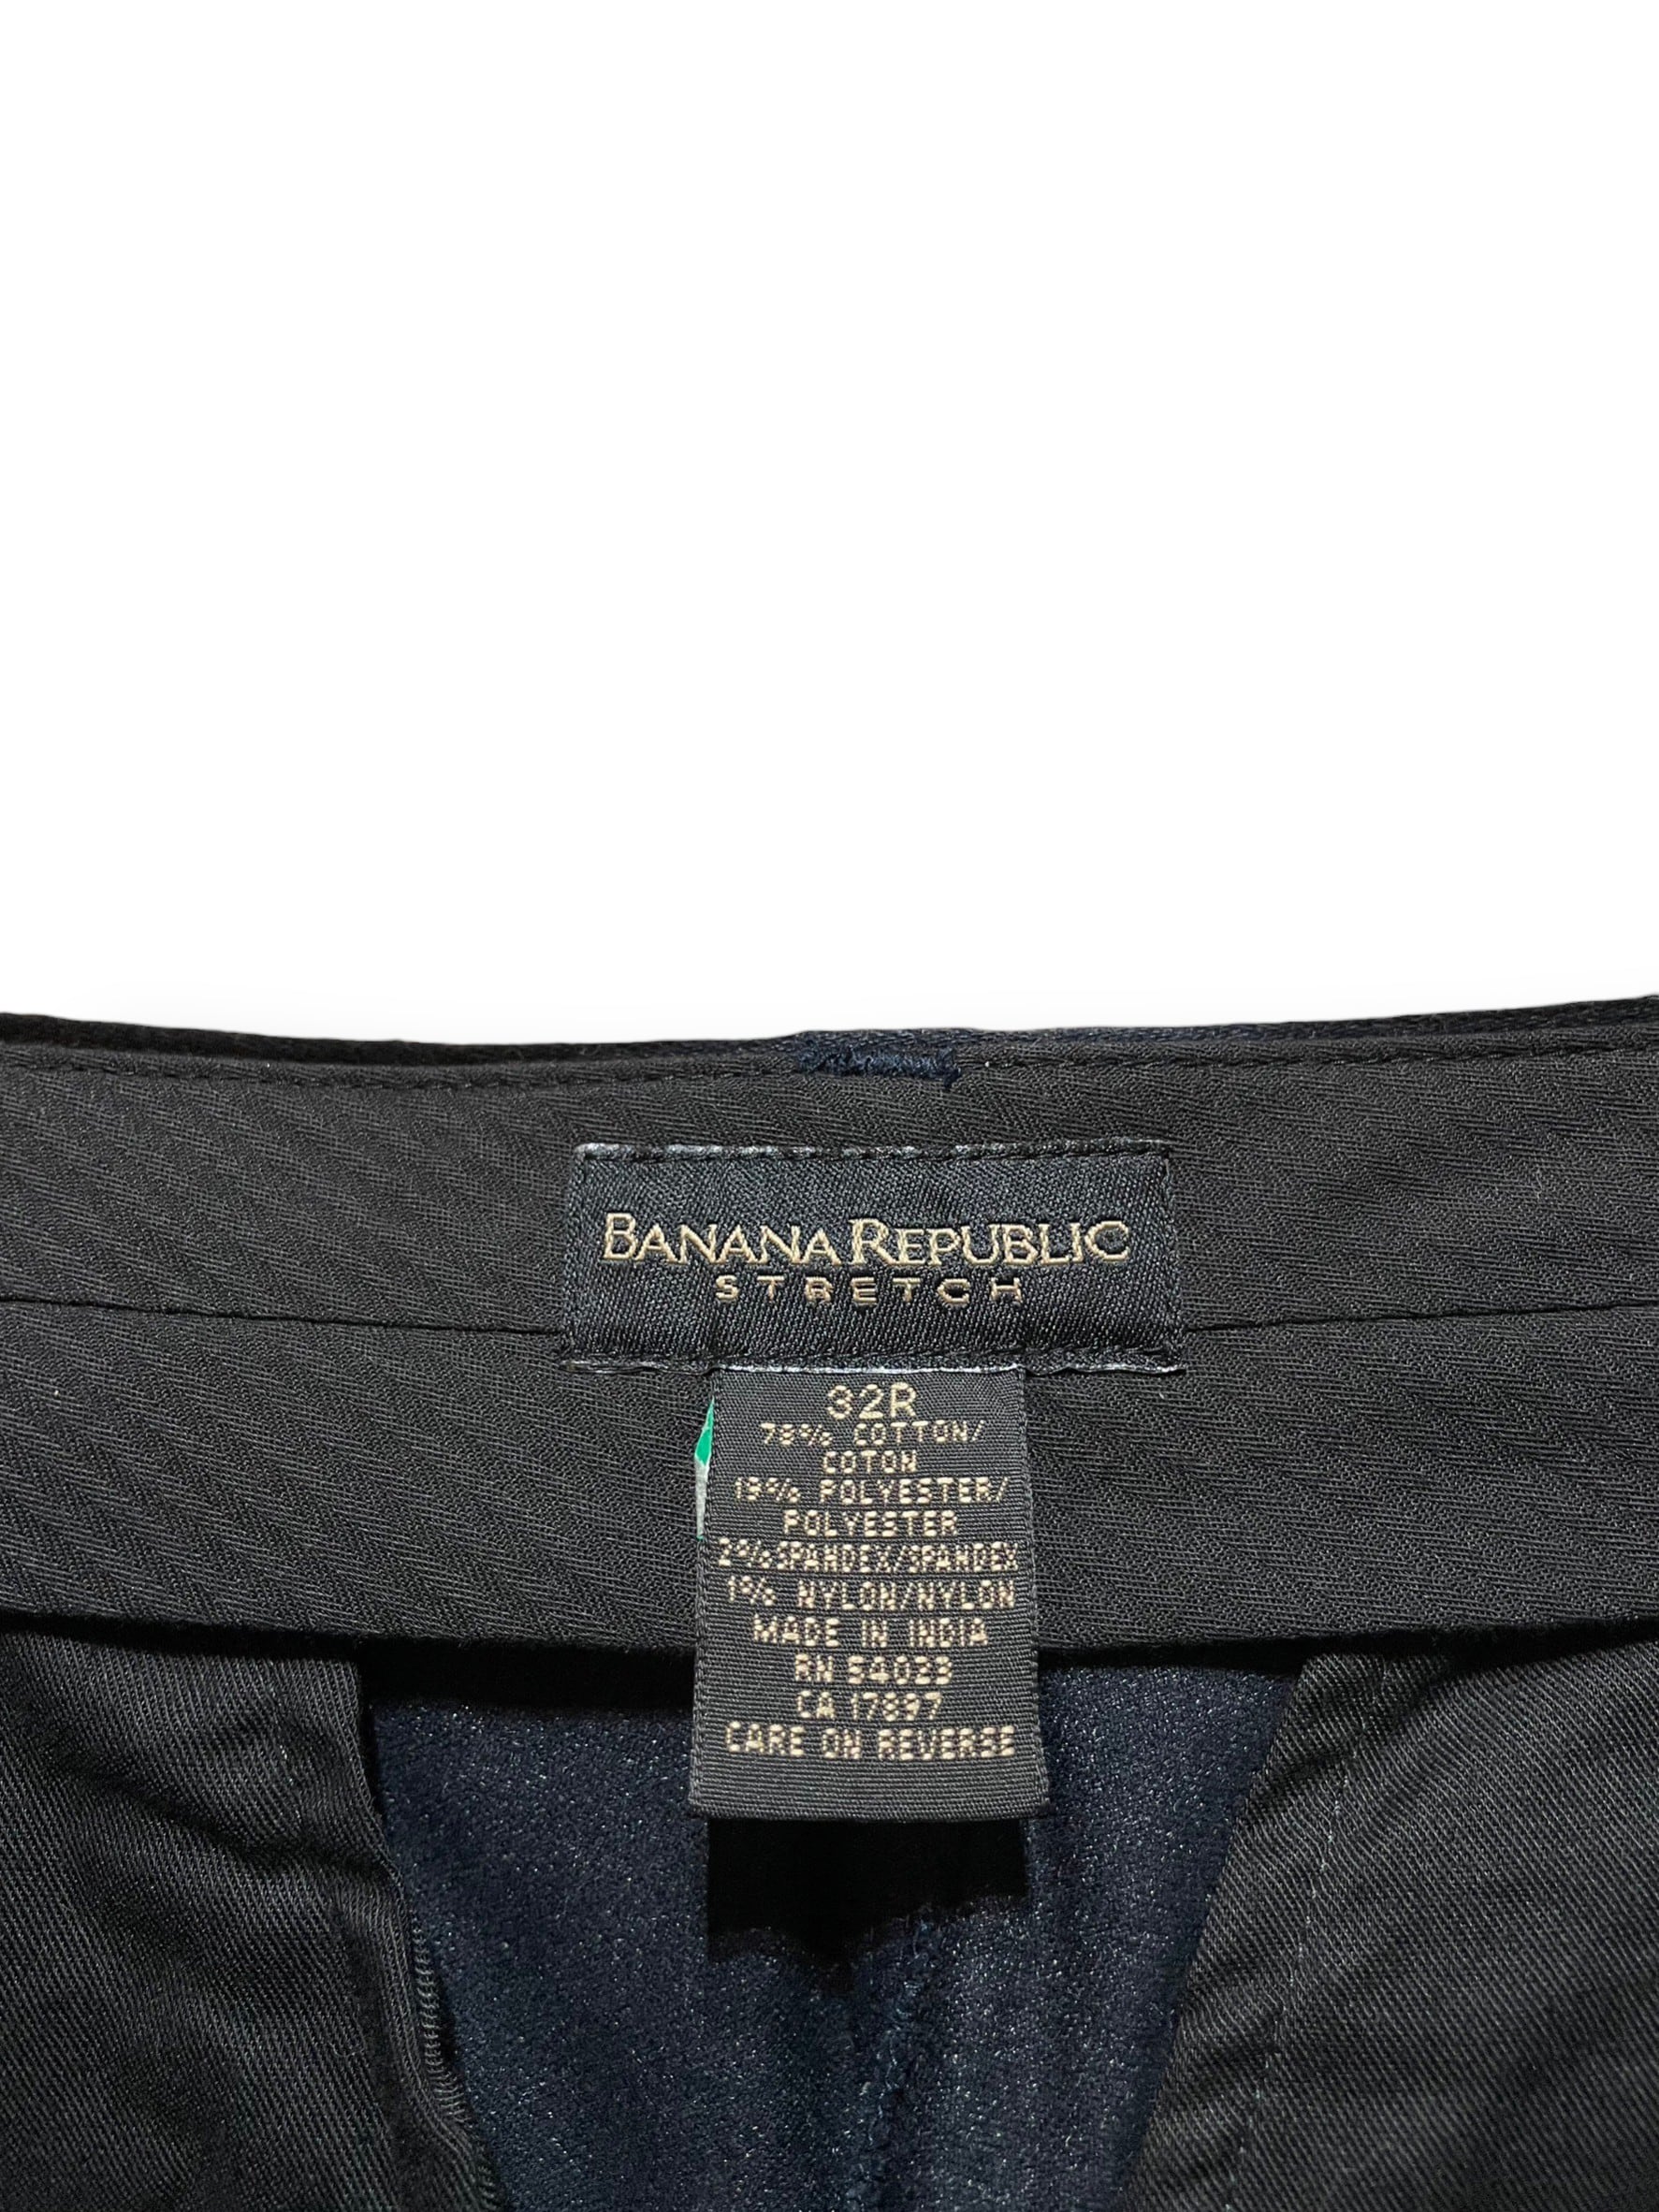 BANANA REPUBLIC
STRETCH
32R
78% COTTON/
COTON
19% POLYESTER/
POLYESTER
2% SPANDEX/SPANDEX
1% NYLON/NYLON
MADE IN INDIA
RN 54023
CA 17897
CARE ON REVERSE